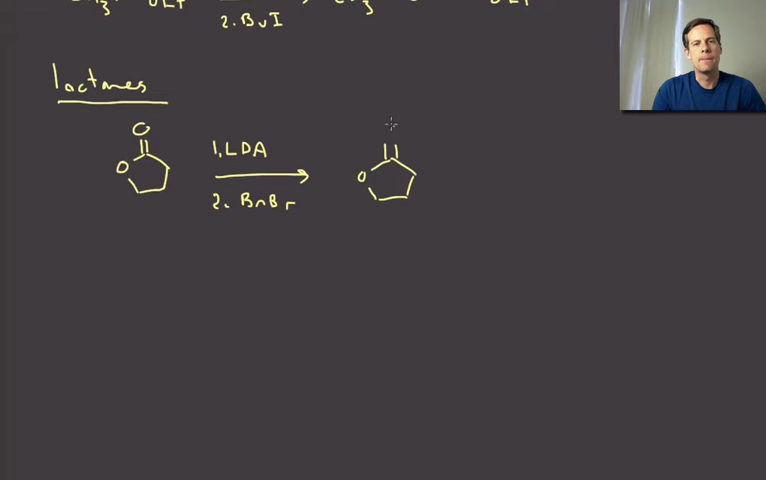 2. BuI
lactones
O
O
1. LDA
2. BnBr
O